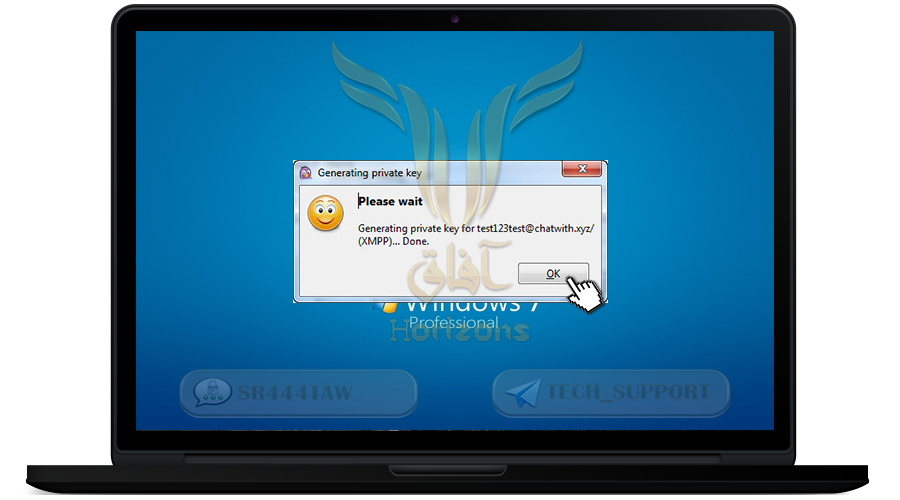 Generating private key
Please wait
Generating private key for test123test@chatwith.xyz/
(XMPP)... Done.
OK
آفاق
Windows 7
Professional
Horizons
SR444TAW
TECH_SUPPORT